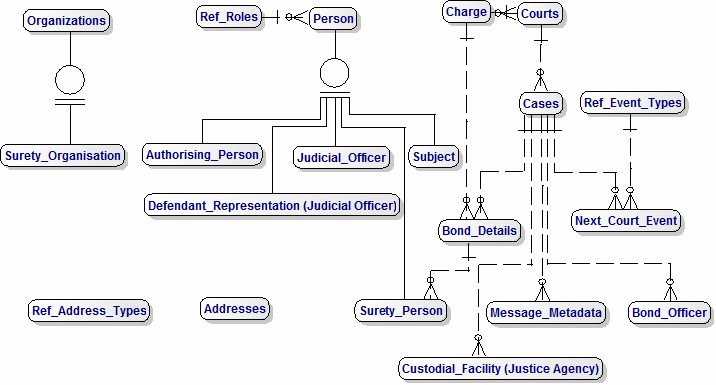 Organizations
Ref_Roles
Person
Charge
Courts
Cases
Ref_Event_Types
Surety_Organisation
Authorising_Person
Judicial_Officer
Subject
Defendant_Representation (Judicial Officer)
Bond_Details
Next_Court_Event
Ref_Address_Types
Addresses
Surety_Person
Message_Metadata
Bond_Officer
Custodial_Facility (Justice Agency)